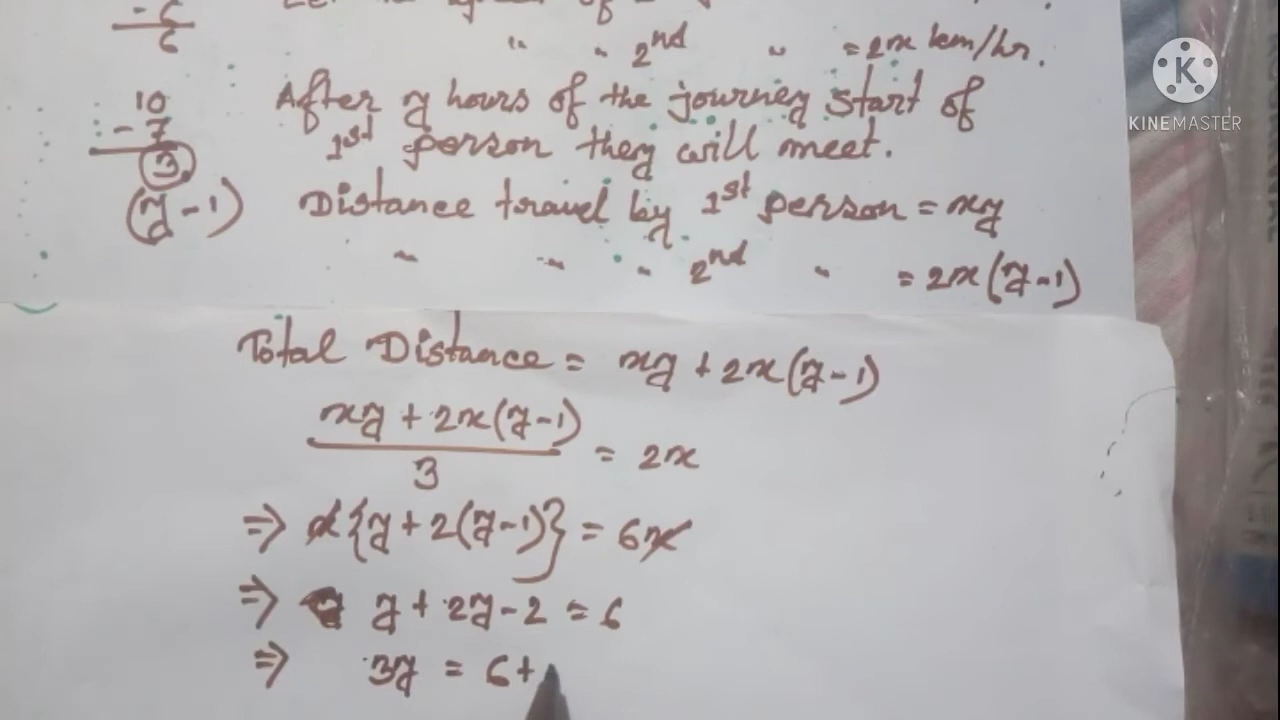 - 6
6
" " 2nd " = 2x km/hr.
10
- 7
3
(y-1)
After y hours of the journey start of
1st person they will meet.
Distance travel by 1st person = xy
" " " 2nd " = 2x(y-1)
Total Distance = xy + 2x(y-1)
xy + 2x(y-1)
3
= 2x
⇒ x{y + 2(y-1)} = 6x
⇒ y + 2y - 2 = 6
⇒ 3y = 6+
K
KINEMASTER